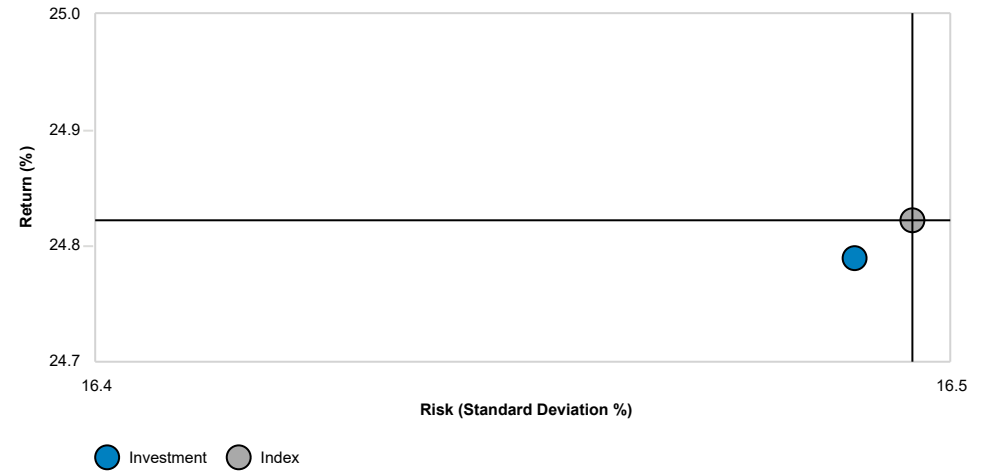 25.0
24.9
24.8
24.7
Return (%)
16.4
16.5
Risk (Standard Deviation %)
Investment
Index